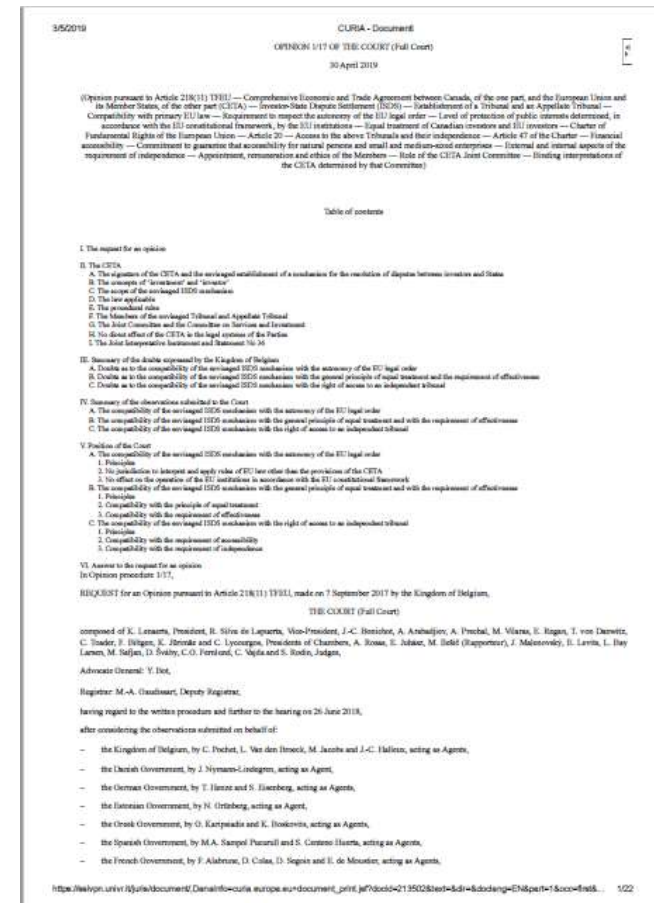 3/5/2019
CURIA - Documenti
OPINION 1/17 OF THE COURT (Full Court)
30 April 2019
(Opinion pursuant to Article 218(11) TFEU — Comprehensive Economic and Trade Agreement between Canada, of the one part, and the European Union and
its Member States, of the other part (CETA) — Investor-State Dispute Settlement (ISDS) — Establishment of a Tribunal and an Appellate Tribunal —
Compatibility with primary EU law — Requirement to respect the autonomy of the EU legal order — Level of protection of public interests determined, in
accordance with the EU constitutional framework, by the EU institutions — Equal treatment of Canadian investors and EU investors — Charter of
Fundamental Rights of the European Union — Article 20 — Access to the above Tribunals and their independence — Article 47 of the Charter — Financial
accessibility — Commitment to guarantee that accessibility for natural persons and small and medium-sized enterprises — External and internal aspects of the
requirement of independence — Appointment, remuneration and ethics of the Members — Role of the CETA Joint Committee — Binding interpretations of
the CETA determined by that Committee)
Table of contents
I. The request for an opinion
II. The CETA
A. The signature of the CETA and the envisaged establishment of a mechanism for the resolution of disputes between investors and States
B. The concepts of 'investment' and 'investor'
C. The scope of the envisaged ISDS mechanism
D. The law applicable
E. The procedural rules
F. The Members of the envisaged Tribunal and Appellate Tribunal
G. The Joint Committee and the Committee on Services and Investment
H. No direct effect of the CETA in the legal systems of the Parties
I. The Joint Interpretative Instrument and Statement No 36
III. Summary of the doubts expressed by the Kingdom of Belgium
A. Doubts as to the compatibility of the envisaged ISDS mechanism with the autonomy of the EU legal order
B. Doubts as to the compatibility of the envisaged ISDS mechanism with the general principle of equal treatment and the requirement of effectiveness
C. Doubts as to the compatibility of the envisaged ISDS mechanism with the right of access to an independent tribunal
IV. Summary of the observations submitted to the Court
A. The compatibility of the envisaged ISDS mechanism with the autonomy of the EU legal order
B. The compatibility of the envisaged ISDS mechanism with the general principle of equal treatment and with the requirement of effectiveness
C. The compatibility of the envisaged ISDS mechanism with the right of access to an independent tribunal
V. Position of the Court
A. The compatibility of the envisaged ISDS mechanism with the autonomy of the EU legal order
1. Principles
2. No jurisdiction to interpret and apply rules of EU law other than the provisions of the CETA
3. No effect on the operation of the EU institutions in accordance with the EU constitutional framework
B. The compatibility of the envisaged ISDS mechanism with the general principle of equal treatment and with the requirement of effectiveness
1. Principles
2. Compatibility with the principle of equal treatment
3. Compatibility with the requirement of effectiveness
C. The compatibility of the envisaged ISDS mechanism with the right of access to an independent tribunal
1. Principles
2. Compatibility with the requirement of accessibility
3. Compatibility with the requirement of independence
VI. Answer to the request for an opinion
In Opinion procedure 1/17,
REQUEST for an Opinion pursuant to Article 218(11) TFEU, made on 7 September 2017 by the Kingdom of Belgium,
THE COURT (Full Court)
composed of K. Lenaerts, President, R. Silva de Lapuerta, Vice-President, J.-C. Bonichot, A. Arabadjiev, A. Prechal, M. Vilaras, E. Regan, T. von Danwitz,
C. Toader, F. Biltgen, K. Jürimäe and C. Lycourgos, Presidents of Chambers, A. Rosas, E. Juhász, M. Ilešič (Rapporteur), J. Malenovský, E. Levits, L. Bay
Larsen, M. Safjan, D. Šváby, C.G. Fernlund, C. Vajda and S. Rodin, Judges,
Advocate General: Y. Bot,
Registrar: M.-A. Gaudissart, Deputy Registrar,
having regard to the written procedure and further to the hearing on 26 June 2018,
after considering the observations submitted on behalf of:
– the Kingdom of Belgium, by C. Pochet, L. Van den Broeck, M. Jacobs and J.-C. Halleux, acting as Agents,
– the Danish Government, by J. Nymann-Lindegren, acting as Agent,
– the German Government, by T. Henze and S. Eisenberg, acting as Agents,
– the Estonian Government, by N. Grünberg, acting as Agent,
– the Greek Government, by G. Karipsiadis and K. Boskovits, acting as Agents,
– the Spanish Government, by M.A. Sampol Pucurull and S. Centeno Huerta, acting as Agents,
– the French Government, by F. Alabrune, D. Colas, D. Segoin and E. de Moustier, acting as Agents,
1/22